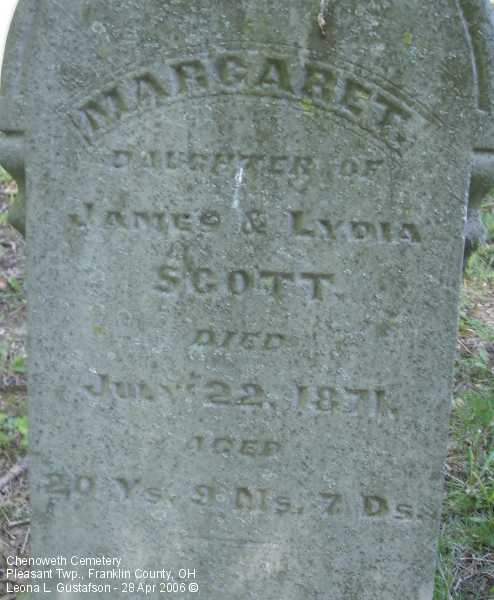 MARGARET.
DAUGHTER OF
JAMES & LYDIA
SCOTT.
DIED
JULY 22, 1871.
AGED
20 Ys. 9 Ms. 7 Ds.
Chenoweth Cemetery
Pleasant Twp., Franklin County, OH
Leona L. Gustafson - 28 Apr 2006 ©